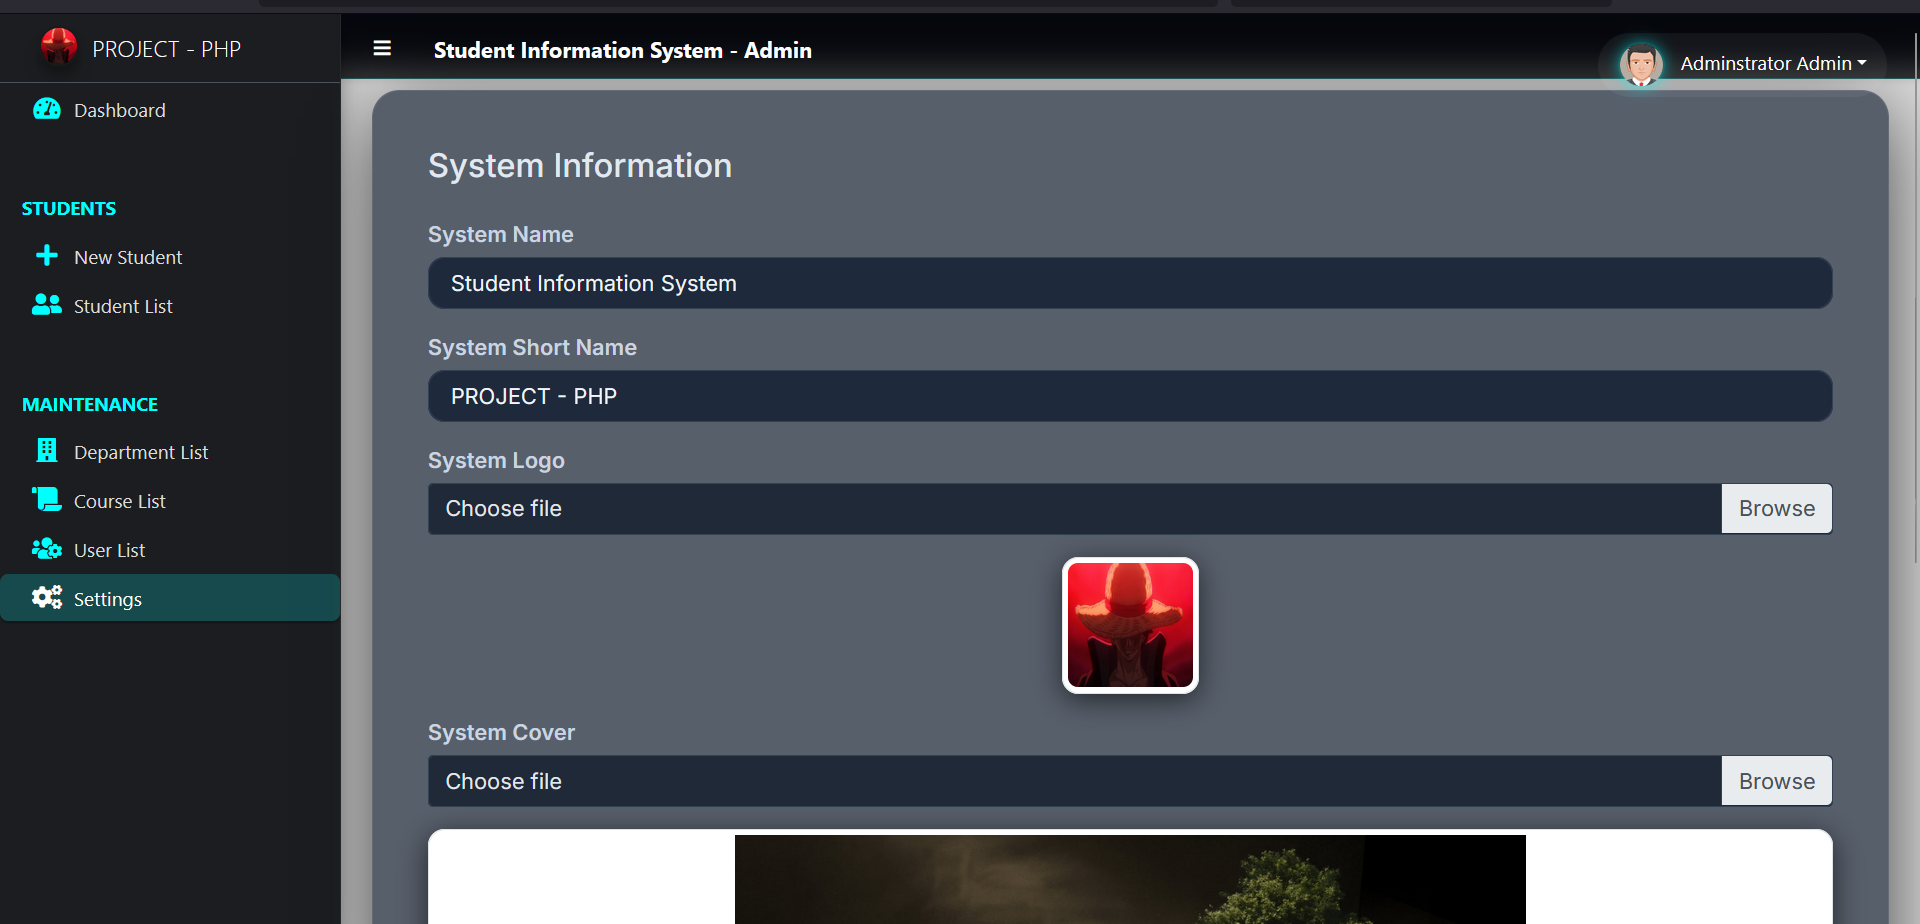 PROJECT - PHP
Student Information System - Admin
Adminstrator Admin
Dashboard
STUDENTS
New Student
Student List
MAINTENANCE
Department List
Course List
User List
Settings
System Information
System Name
Student Information System
System Short Name
PROJECT - PHP
System Logo
Choose file
Browse
System Cover
Choose file
Browse